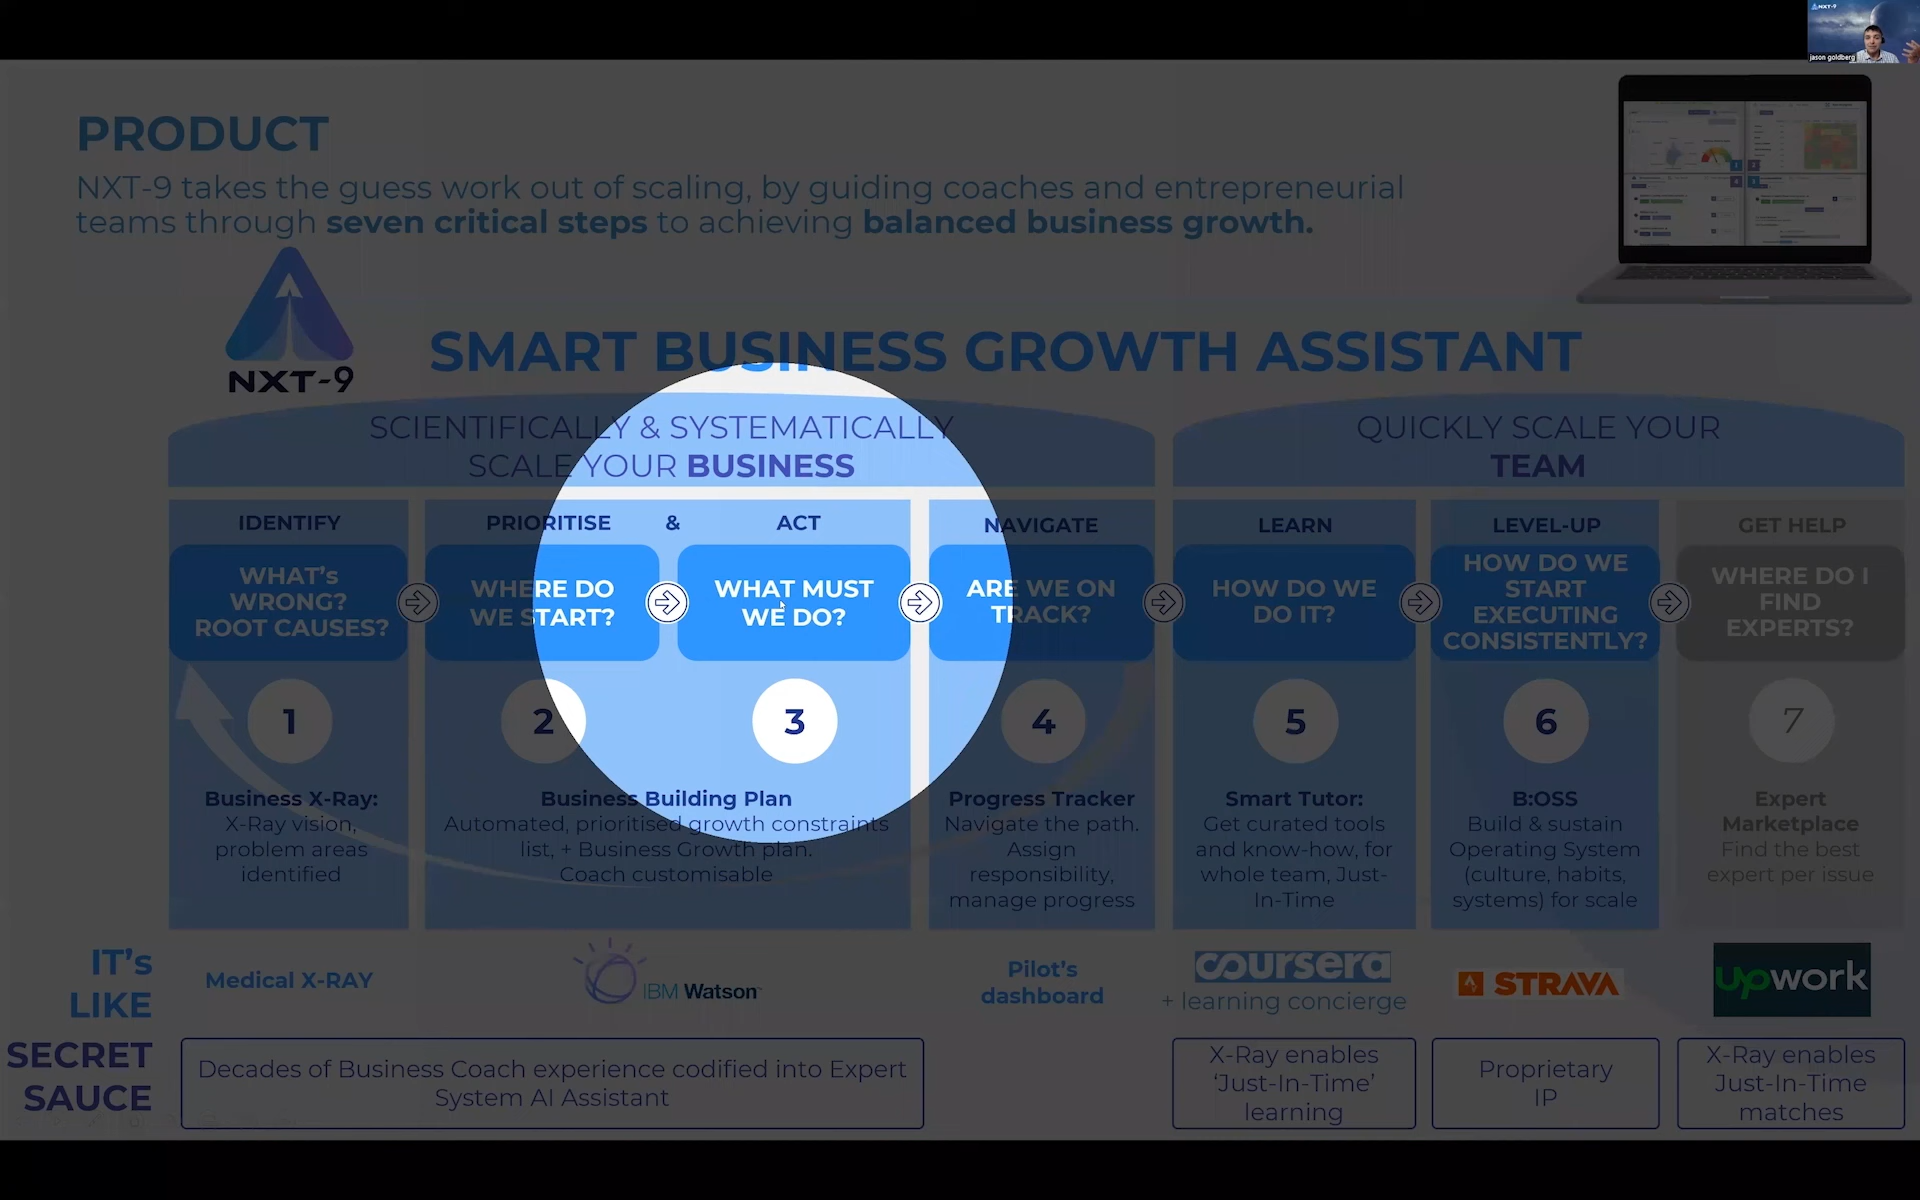 NXT-9
jason goldberg
PRODUCT
NXT-9 takes the guess work out of scaling, by guiding coaches and entrepreneurial
teams through seven critical steps to achieving balanced business growth.
NXT-9
SMART BUSINESS GROWTH ASSISTANT
SCIENTIFICALLY & SYSTEMATICALLY
SCALE YOUR BUSINESS
QUICKLY SCALE YOUR
TEAM
IDENTIFY
WHAT's
WRONG?
ROOT CAUSES?
1
Business X-Ray:
X-Ray vision,
problem areas
identified
PRIORITISE & ACT
WHERE DO
WE START?
WHAT MUST
WE DO?
2
3
Business Building Plan
Automated, prioritised growth constraints
list, + Business Growth plan.
Coach customisable
NAVIGATE
ARE WE ON
TRACK?
4
Progress Tracker
Navigate the path.
Assign
responsibility,
manage progress
LEARN
HOW DO WE
DO IT?
5
Smart Tutor:
Get curated tools
and know-how, for
whole team, Just-
In-Time
LEVEL-UP
HOW DO WE
START
EXECUTING
CONSISTENTLY?
6
B:OSS
Build & sustain
Operating System
(culture, habits,
systems) for scale
GET HELP
WHERE DO I
FIND
EXPERTS?
7
Expert
Marketplace
Find the best
expert per issue
IT's
LIKE
Medical X-RAY
IBM Watson
Pilot's
dashboard
coursera
+ learning concierge
STRAVA
upwork
SECRET
SAUCE
Decades of Business Coach experience codified into Expert
System AI Assistant
X-Ray enables
'Just-In-Time'
learning
Proprietary
IP
X-Ray enables
Just-In-Time
matches